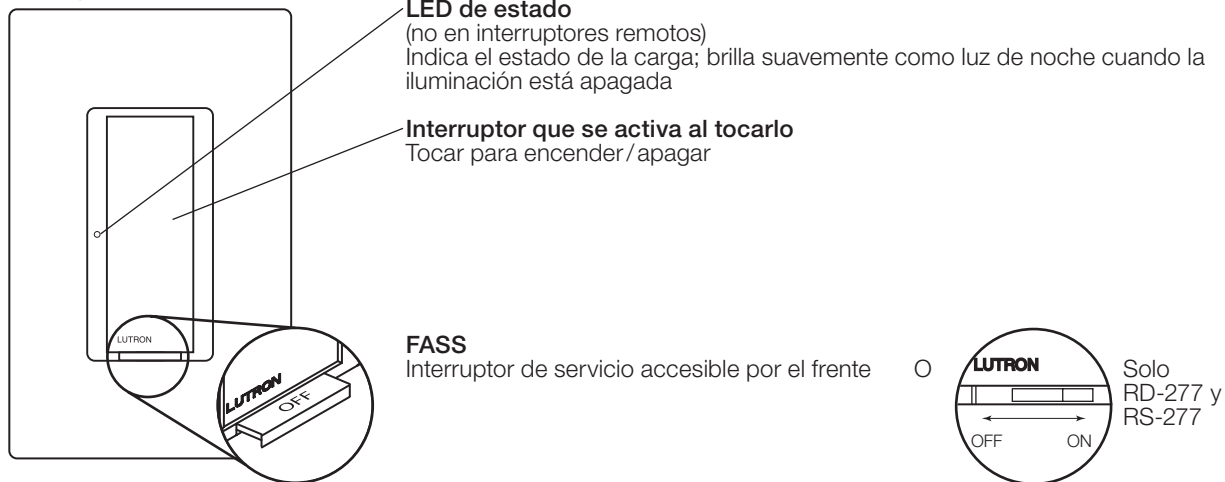 LED de estado
(no en interruptores remotos)
Indica el estado de la carga; brilla suavemente como luz de noche cuando la
iluminación está apagada
Interruptor que se activa al tocarlo
Tocar para encender/apagar
LUTRON
LUTRON
OFF
FASS
Interruptor de servicio accesible por el frente
O
LUTRON
OFF ON
Solo
RD-277 y
RS-277